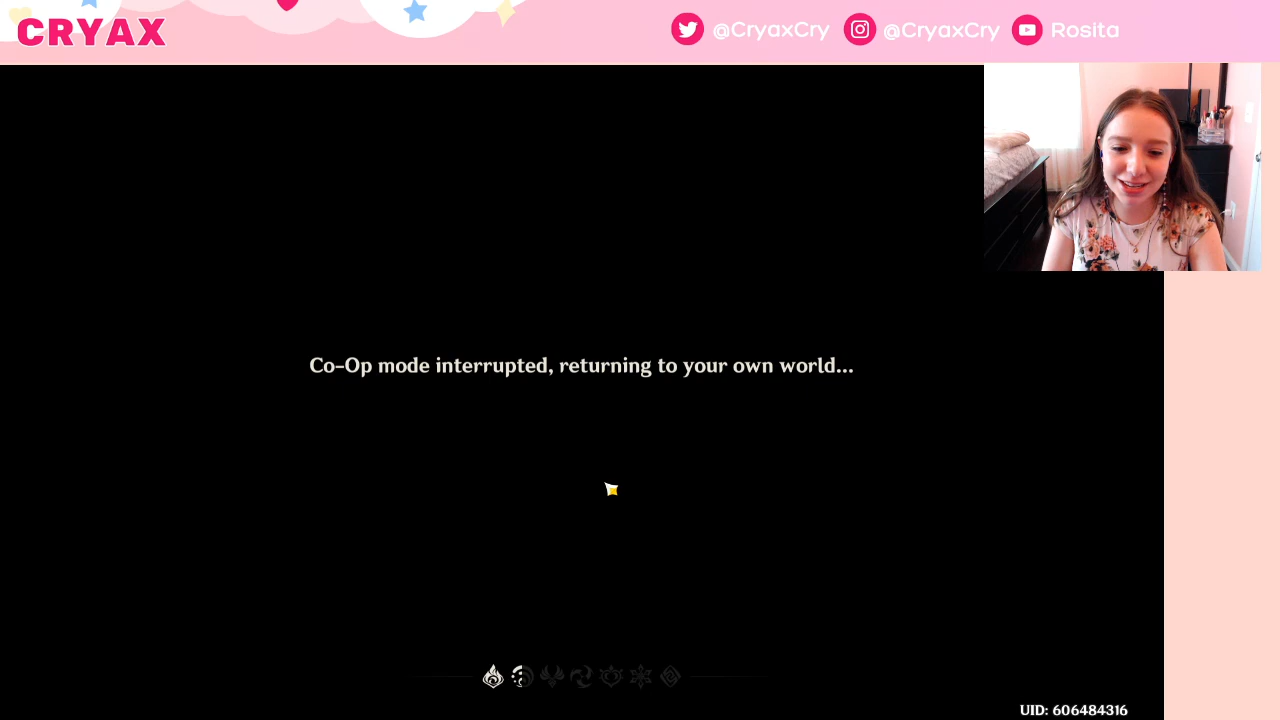 CRYAX
@CryaxCry
@CryaxCry
Rosita
Co-Op mode interrupted, returning to your own world...
UID: 606484316